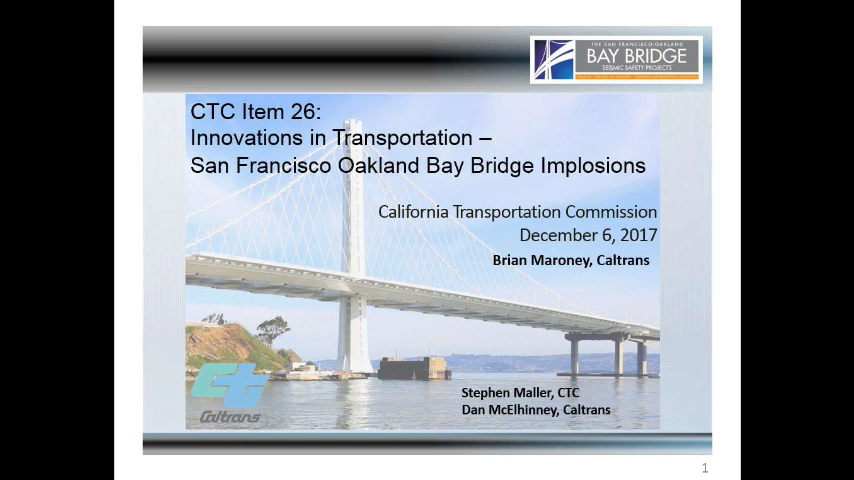 THE SAN FRANCISCO-OAKLAND
BAY BRIDGE
SEISMIC SAFETY PROJECTS
CTC Item 26:
Innovations in Transportation –
San Francisco Oakland Bay Bridge Implosions
California Transportation Commission
December 6, 2017
Brian Maroney, Caltrans
Caltrans
Stephen Maller, CTC
Dan McElhinney, Caltrans
1